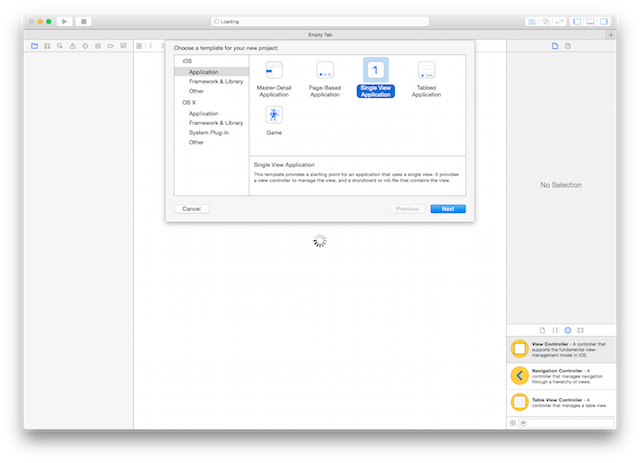 Loading
Empty Tab
Choose a template for your new project:
iOS
Application
Framework & Library
Other
OS X
Application
Framework & Library
System Plug-in
Other
Master-Detail
Application
Page-Based
Application
1
Single View
Application
Tabbed
Application
Game
Single View Application
This template provides a starting point for an application that uses a single view. It provides
a view controller to manage the view, and a storyboard or nib file that contains the view.
Cancel
Previous
Next
No Selection
View Controller - A controller that
supports the fundamental view-
management model in iOS.
Navigation Controller - A
controller that manages navigation
through a hierarchy of views.
Table View Controller - A
controller that manages a table view.